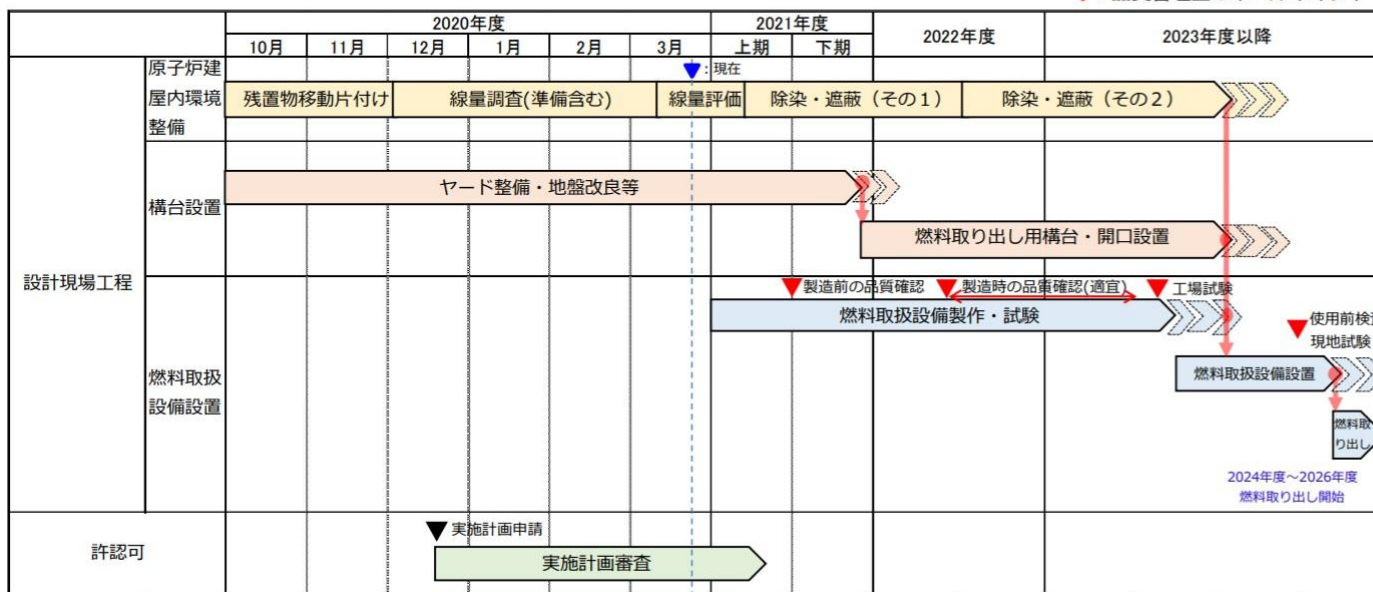 2020年度
2021年度
2022年度
2023年度以降
10月
11月
12月
1月
2月
3月
上期
下期
設計現場工程
原子炉建
屋内環境
整備
:現在
残置物移動片付け
線量調査(準備含む)
線量評価
除染・遮蔽（その１）
除染・遮蔽（その２）
構台設置
ヤード整備・地盤改良等
燃料取り出し用構台・開口設置
燃料取扱
設備設置
製造前の品質確認
製造時の品質確認(適宜)
工場試験
燃料取扱設備製作・試験
使用前検査
現地試験
燃料取扱設備設置
燃料取
り出し
2024年度～2026年度
燃料取り出し開始
許認可
実施計画申請
実施計画審査